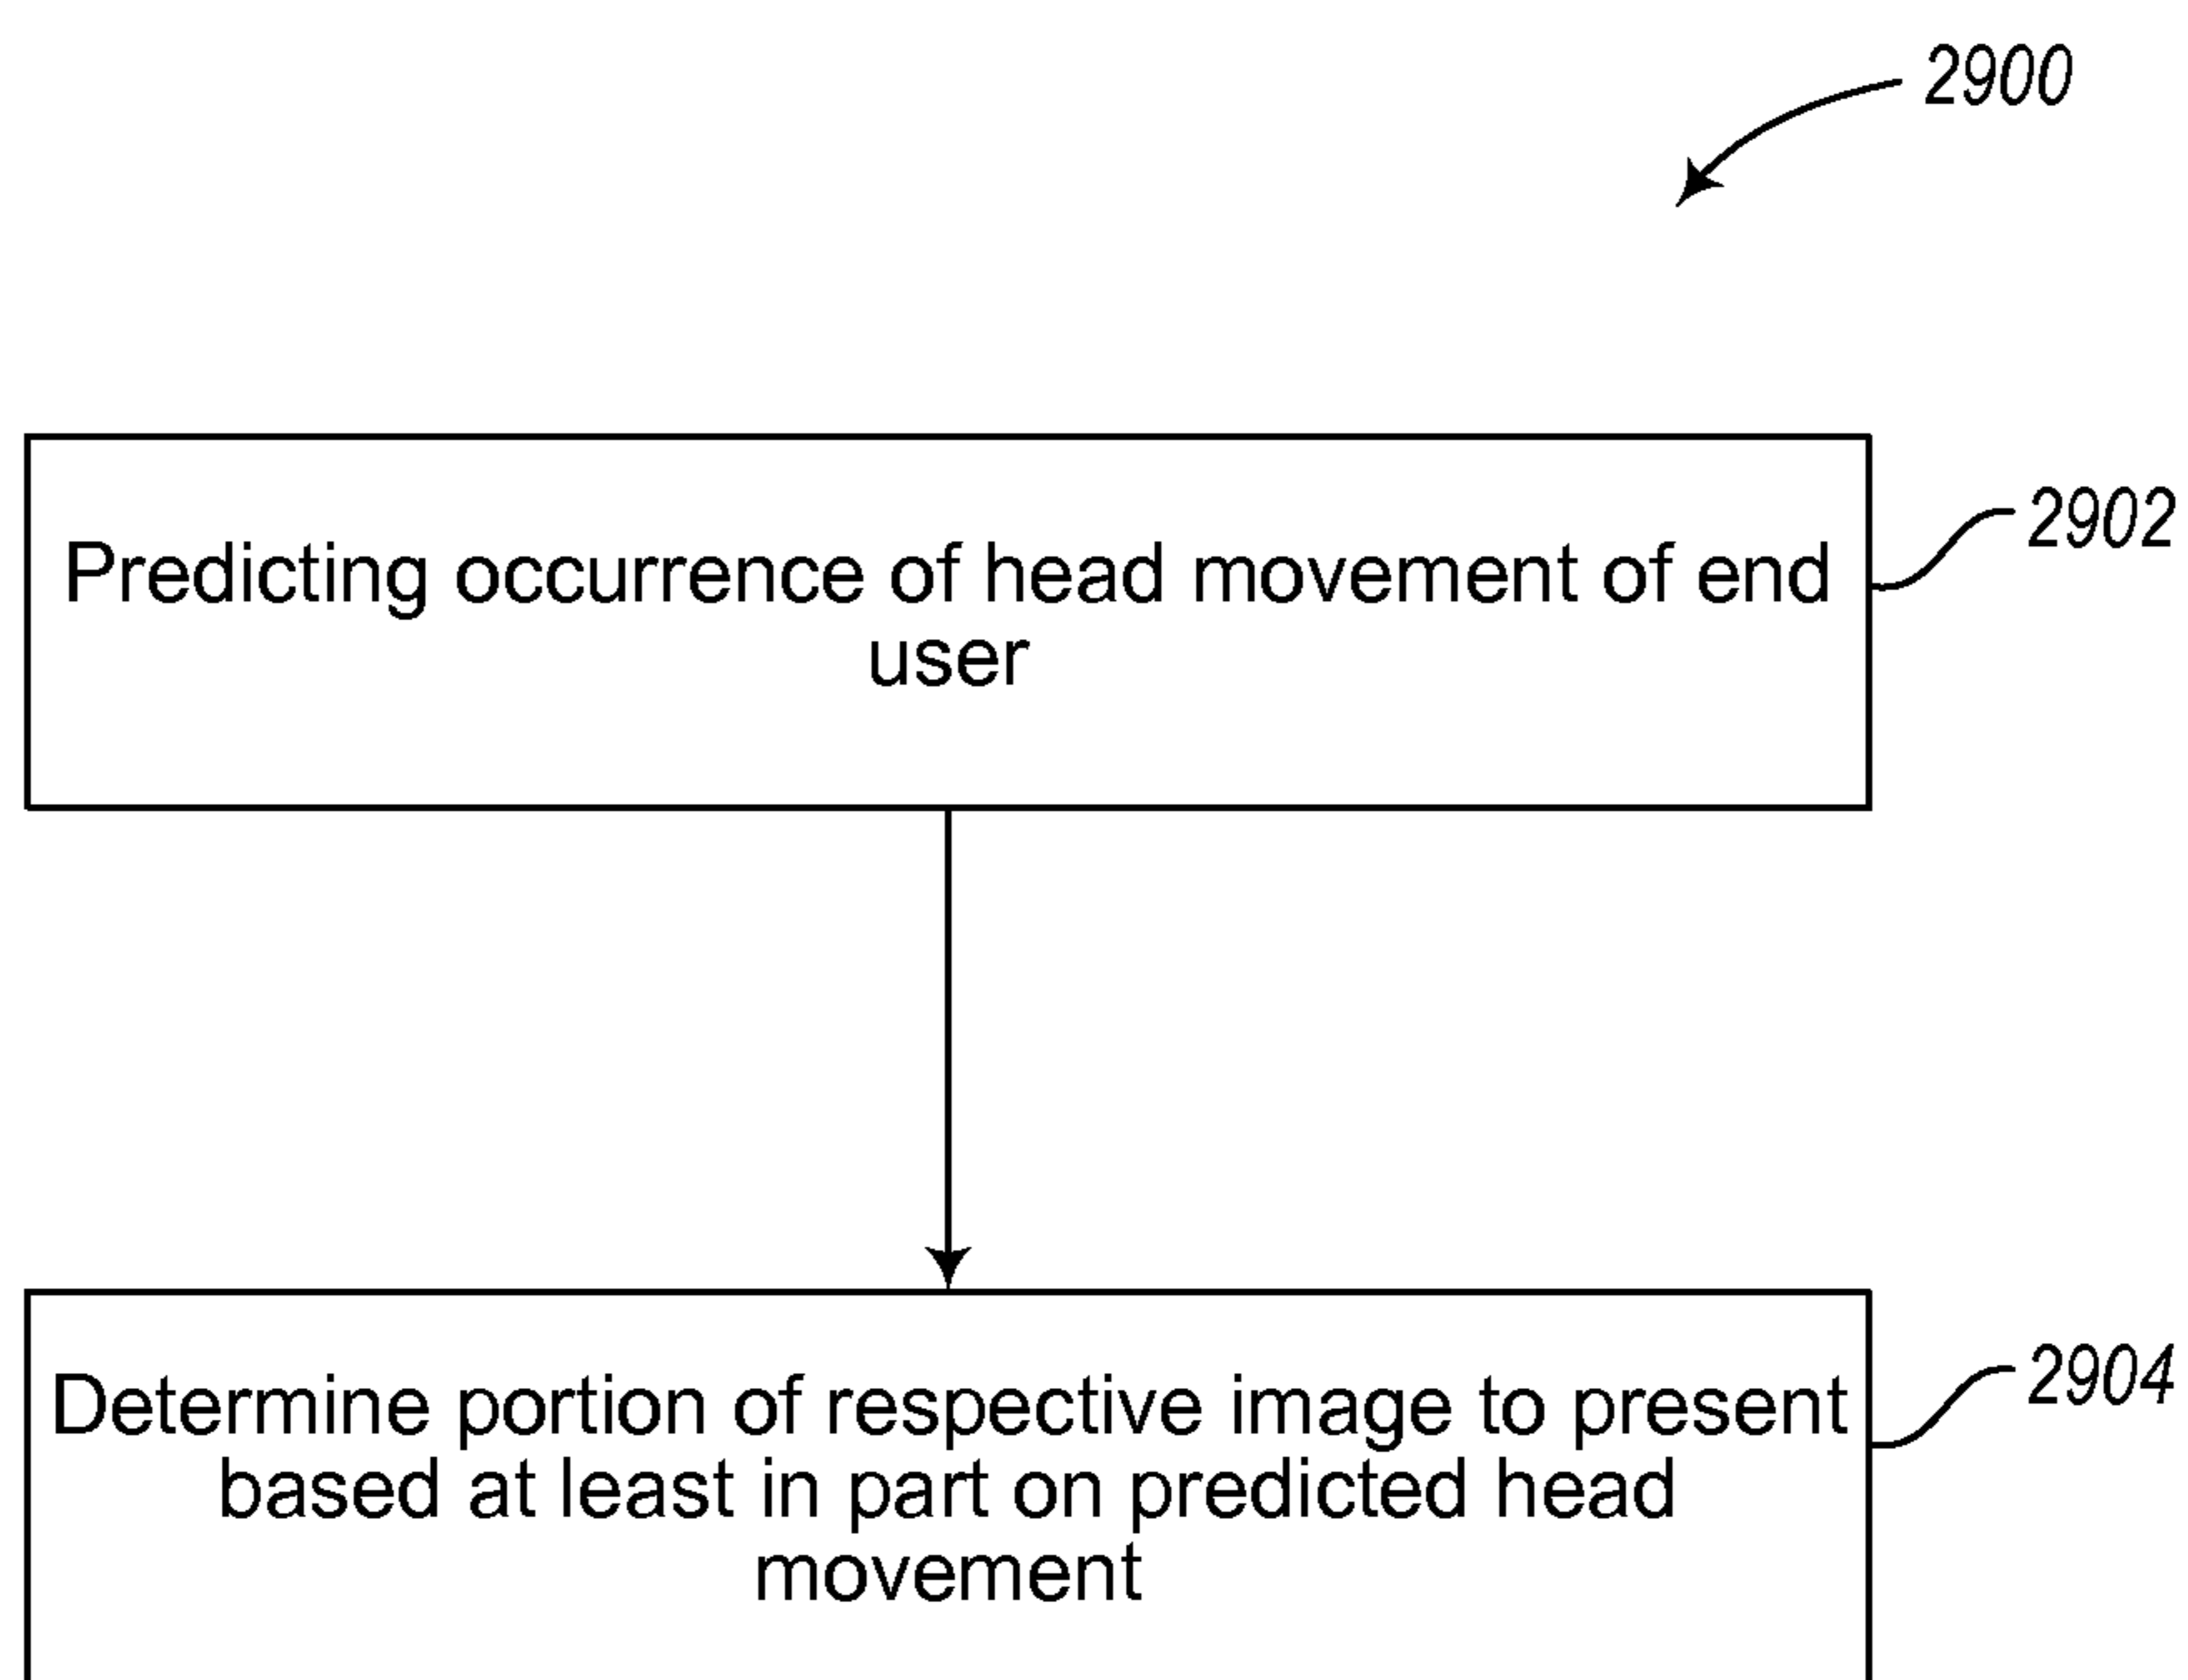 2900
Predicting occurrence of head movement of end
user
2902
Determine portion of respective image to present
based at least in part on predicted head
movement
2904